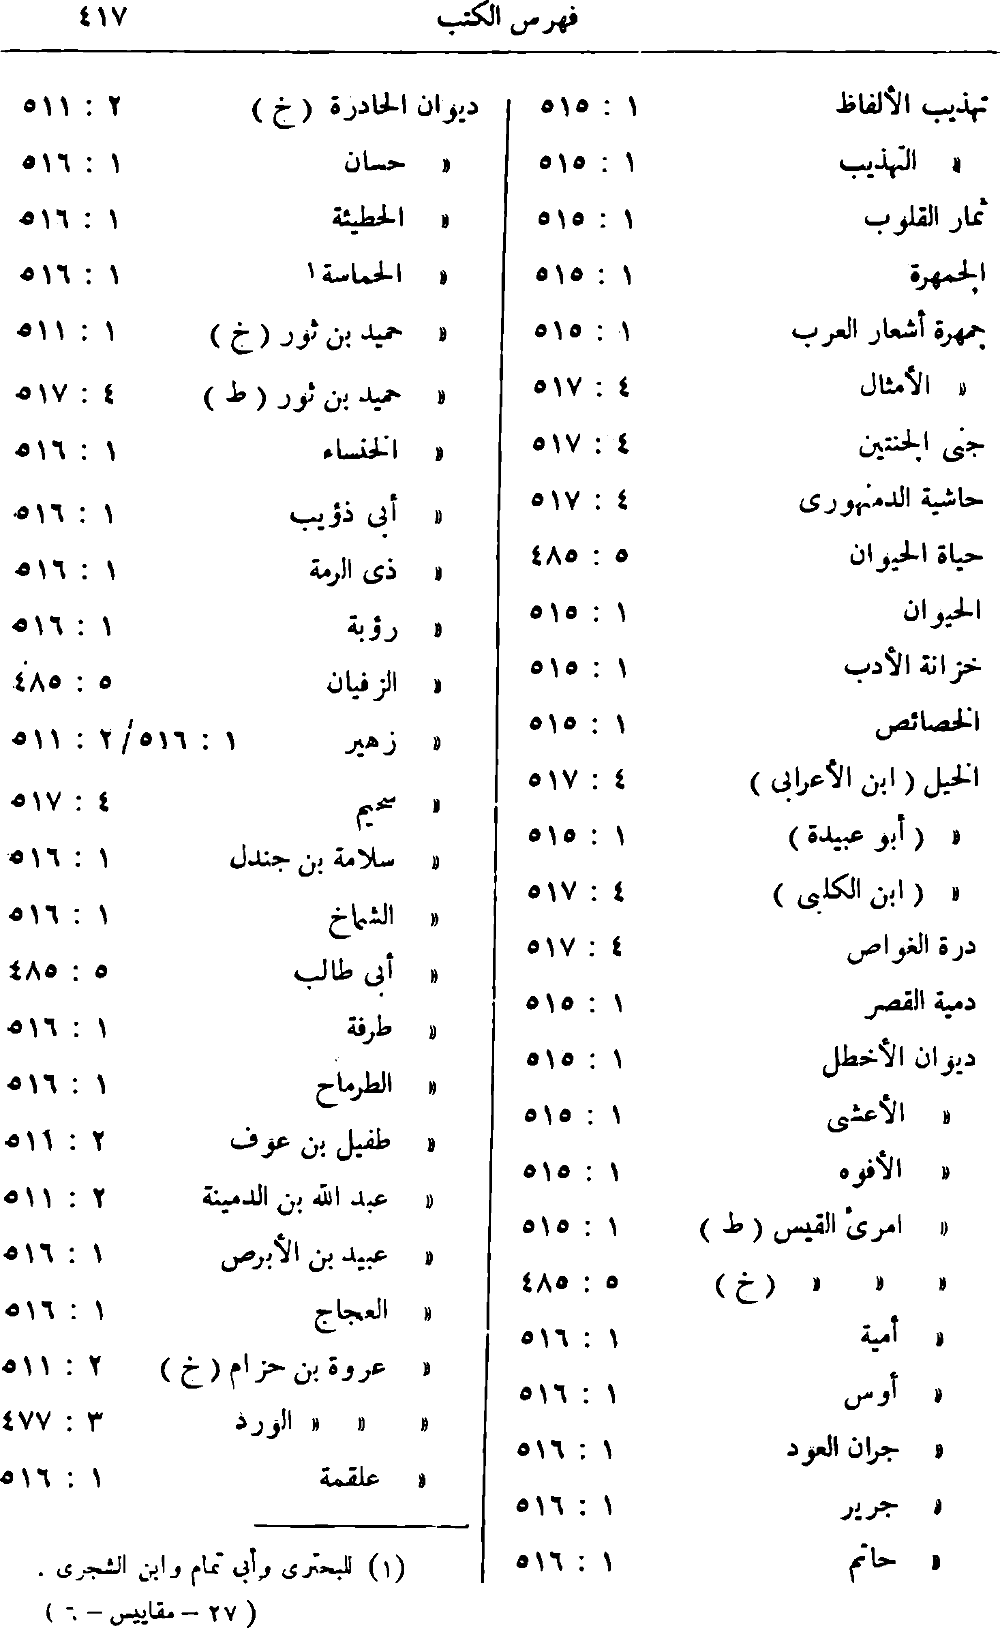 فهرس الكتب ٤١٧
تهذيب الألفاظ ١ : ٥١٥
» التهذيب ١ : ٥١٥
ثمار القلوب ١ : ٥١٥
الجمهرة ١ : ٥١٥
جمهرة أشعار العرب ١ : ٥١٥
» الأمثال ٤ : ٥١٧
جنى الجنتين ٤ : ٥١٧
حاشية الدمنهورى ٤ : ٥١٧
حياة الحيوان ٥ : ٤٨٥
الحيوان ١ : ٥١٥
خزانة الأدب ١ : ٥١٥
الخصائص ١ : ٥١٥
الخيل ( ابن الأعرابى ) ٤ : ٥١٧
» ( أبو عبيدة ) ١ : ٥١٥
» ( ابن الكلبى ) ٤ : ٥١٧
درة الغواص ٤ : ٥١٧
دمية القصر ١ : ٥١٥
ديوان الأخطل ١ : ٥١٥
» الأعشى ١ : ٥١٥
» الأفوه ١ : ٥١٥
» امرئ القيس ( ط ) ١ : ٥١٥
» » » ( خ ) ٥ : ٤٨٥
» أمية ١ : ٥١٦
» أوس ١ : ٥١٦
» جران العود ١ : ٥١٦
» جرير ١ : ٥١٦
» حاتم ١ : ٥١٦
ديوان الحادرة ( خ ) ٢ : ٥١١
» حسان ١ : ٥١٦
» الحطيئة ١ : ٥١٦
» الحماسة ١ ١ : ٥١٦
» حميد بن ثور ( خ ) ١ : ٥١١
» حميد بن ثور ( ط ) ٤ : ٥١٧
» الخنساء ١ : ٥١٦
» أبى ذؤيب ١ : ٥١٦
» ذى الرمة ١ : ٥١٦
» رؤبة ١ : ٥١٦
» الزفيان ٥ : ٤٨٥
» زهير ١ : ٥١٦/ ٢ : ٥١١
» سحيم ٤ : ٥١٧
» سلامة بن جندل ١ : ٥١٦
» الشماخ ١ : ٥١٦
» أبى طالب ٥ : ٤٨٥
» طرفة ١ : ٥١٦
» الطرماح ١ : ٥١٦
» طفيل بن عوف ٢ : ٥١١
» عبد الله بن الدمينة ٢ : ٥١١
» عبيد بن الأبرص ١ : ٥١٦
» العجاج ١ : ٥١٦
» عروة بن حزام ( خ ) ٢ : ٥١١
» » » الورد ٣ : ٤٧٧
» علقمة ١ : ٥١٦
(١) للبحترى وأبى تمام وابن الشجرى .
( ٢٧ – مقاييس – ٦ )